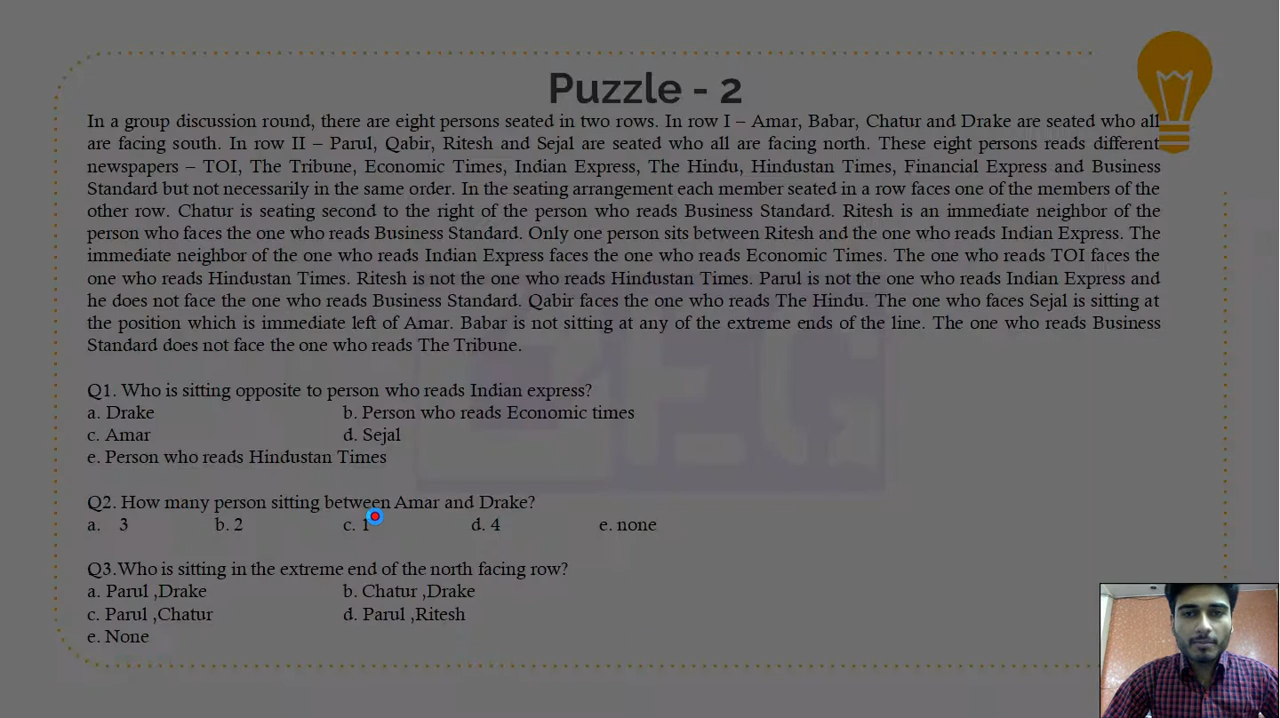 Puzzle - 2
In a group discussion round, there are eight persons seated in two rows. In row I – Amar, Babar, Chatur and Drake are seated who all
are facing south. In row II – Parul, Qabir, Ritesh and Sejal are seated who all are facing north. These eight persons reads different
newspapers – TOI, The Tribune, Economic Times, Indian Express, The Hindu, Hindustan Times, Financial Express and Business
Standard but not necessarily in the same order. In the seating arrangement each member seated in a row faces one of the members of the
other row. Chatur is seating second to the right of the person who reads Business Standard. Ritesh is an immediate neighbor of the
person who faces the one who reads Business Standard. Only one person sits between Ritesh and the one who reads Indian Express. The
immediate neighbor of the one who reads Indian Express faces the one who reads Economic Times. The one who reads TOI faces the
one who reads Hindustan Times. Ritesh is not the one who reads Hindustan Times. Parul is not the one who reads Indian Express and
he does not face the one who reads Business Standard. Qabir faces the one who reads The Hindu. The one who faces Sejal is sitting at
the position which is immediate left of Amar. Babar is not sitting at any of the extreme ends of the line. The one who reads Business
Standard does not face the one who reads The Tribune.
Q1. Who is sitting opposite to person who reads Indian express?
a. Drake b. Person who reads Economic times
c. Amar d. Sejal
e. Person who reads Hindustan Times
Q2. How many person sitting between Amar and Drake?
a. 3 b. 2 c. 1 d. 4 e. none
Q3.Who is sitting in the extreme end of the north facing row?
a. Parul ,Drake b. Chatur ,Drake
c. Parul ,Chatur d. Parul ,Ritesh
e. None